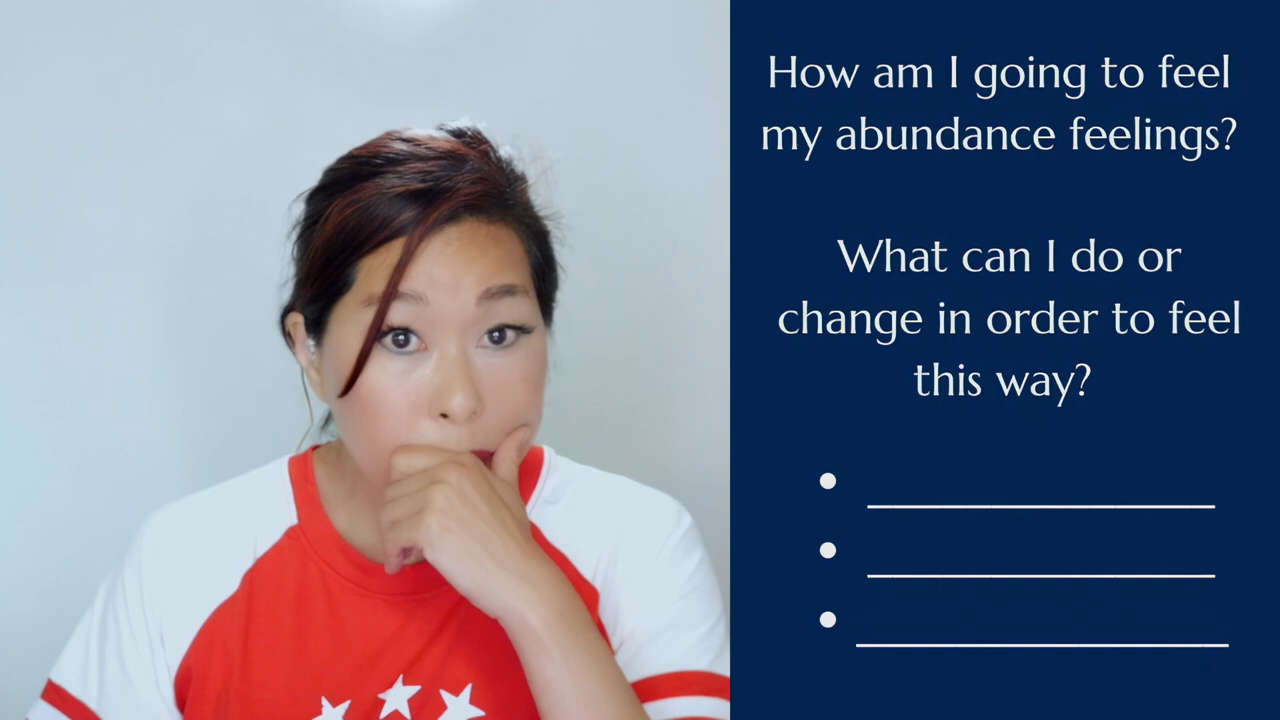 How am I going to feel
my abundance feelings?
What can I do or
change in order to feel
this way?